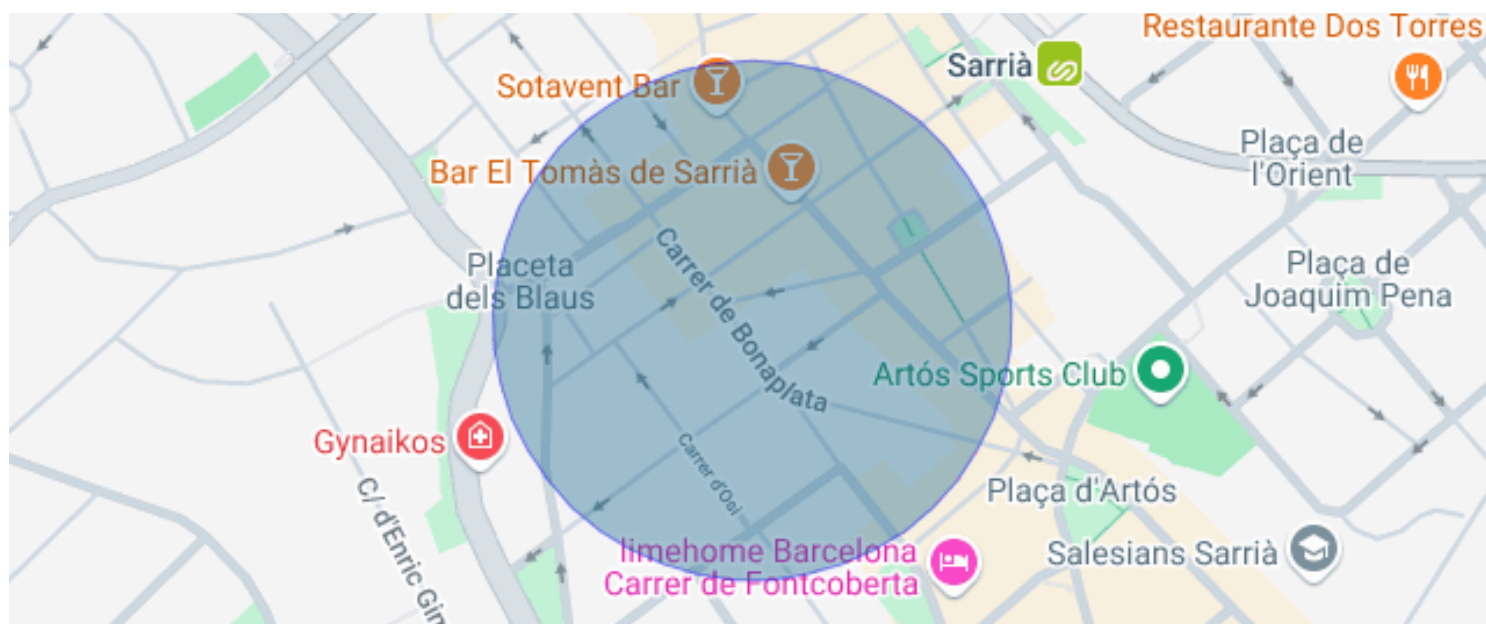 Restaurante Dos Torres
Sarrià
Sotavent Bar
Plaça de
l'Orient
Bar El Tomàs de Sarrià
Carrer de Bonaplata
Placeta
dels Blaus
Plaça de
Joaquim Pena
Artós Sports Club
Gynaikos
Carrer d'Osi
C/ d'Enric Gim
Plaça d'Artós
limehome Barcelona
Carrer de Fontcoberta
Salesians Sarrià